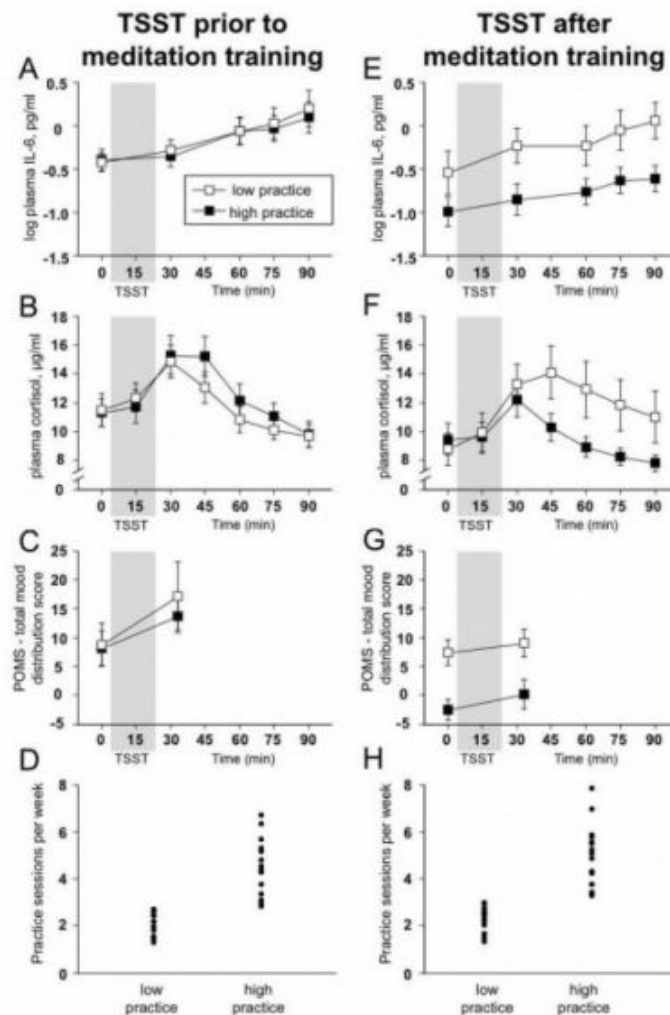 TSST prior to
meditation training
TSST after
meditation training
A
log plasma IL-6, pg/ml
0.5
0
-0.5
-1.0
-1.5
low practice
high practice
0 15 30 45 60 75 90
TSST Time (min)
E
log plasma IL-6, pg/ml
0.5
0
-0.5
-1.0
-1.5
0 15 30 45 60 75 90
TSST Time (min)
B
plasma cortisol, µg/ml
18
16
14
12
10
8
0
0 15 30 45 60 75 90
TSST Time (min)
F
plasma cortisol, µg/ml
18
16
14
12
10
8
0
0 15 30 45 60 75 90
TSST Time (min)
C
POMS - total mood
distribution score
25
20
15
10
5
0
-5
0 15 30 45 60 75 90
TSST Time (min)
G
POMS - total mood
distribution score
25
20
15
10
5
0
-5
0 15 30 45 60 75 90
TSST Time (min)
D
Practice sessions per week
8
6
4
2
0
low
practice
high
practice
H
Practice sessions per week
8
6
4
2
0
low
practice
high
practice